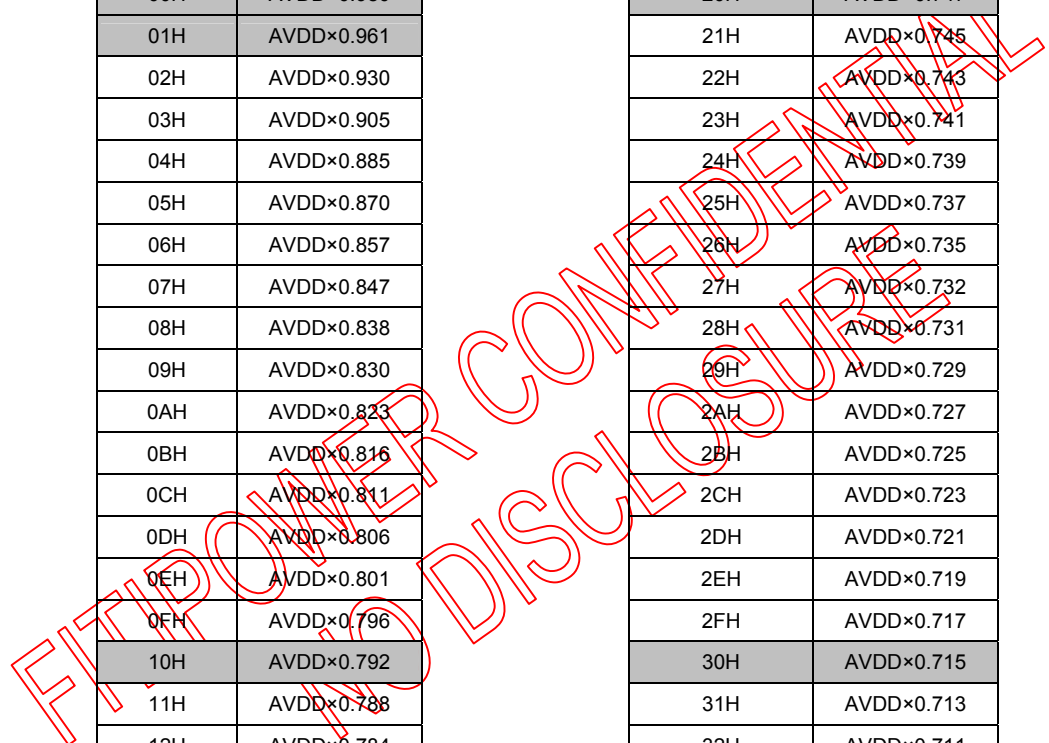 01H AVDD×0.961
02H AVDD×0.930
03H AVDD×0.905
04H AVDD×0.885
05H AVDD×0.870
06H AVDD×0.857
07H AVDD×0.847
08H AVDD×0.838
09H AVDD×0.830
0AH AVDD×0.823
0BH AVDD×0.816
0CH AVDD×0.811
0DH AVDD×0.806
0EH AVDD×0.801
0FH AVDD×0.796
10H AVDD×0.792
11H AVDD×0.788
21H AVDD×0.745
22H AVDD×0.743
23H AVDD×0.741
24H AVDD×0.739
25H AVDD×0.737
26H AVDD×0.735
27H AVDD×0.732
28H AVDD×0.731
29H AVDD×0.729
2AH AVDD×0.727
2BH AVDD×0.725
2CH AVDD×0.723
2DH AVDD×0.721
2EH AVDD×0.719
2FH AVDD×0.717
30H AVDD×0.715
31H AVDD×0.713
FITIPOWER CONFIDENTIAL
NO DISCLOSURE